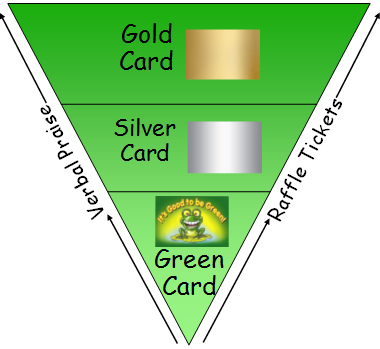 Gold
Card
Silver
Card
Verbal Praise
Raffle Tickets
It's Good to be Green!
Green
Card